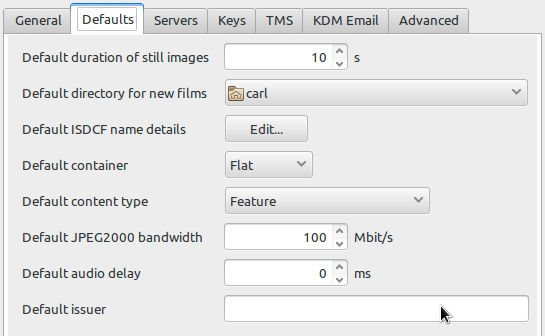 General Defaults Servers Keys TMS KDM Email Advanced
Default duration of still images 10 s
Default directory for new films carl
Default ISDCF name details Edit...
Default container Flat
Default content type Feature
Default JPEG2000 bandwidth 100 Mbit/s
Default audio delay 0 ms
Default issuer